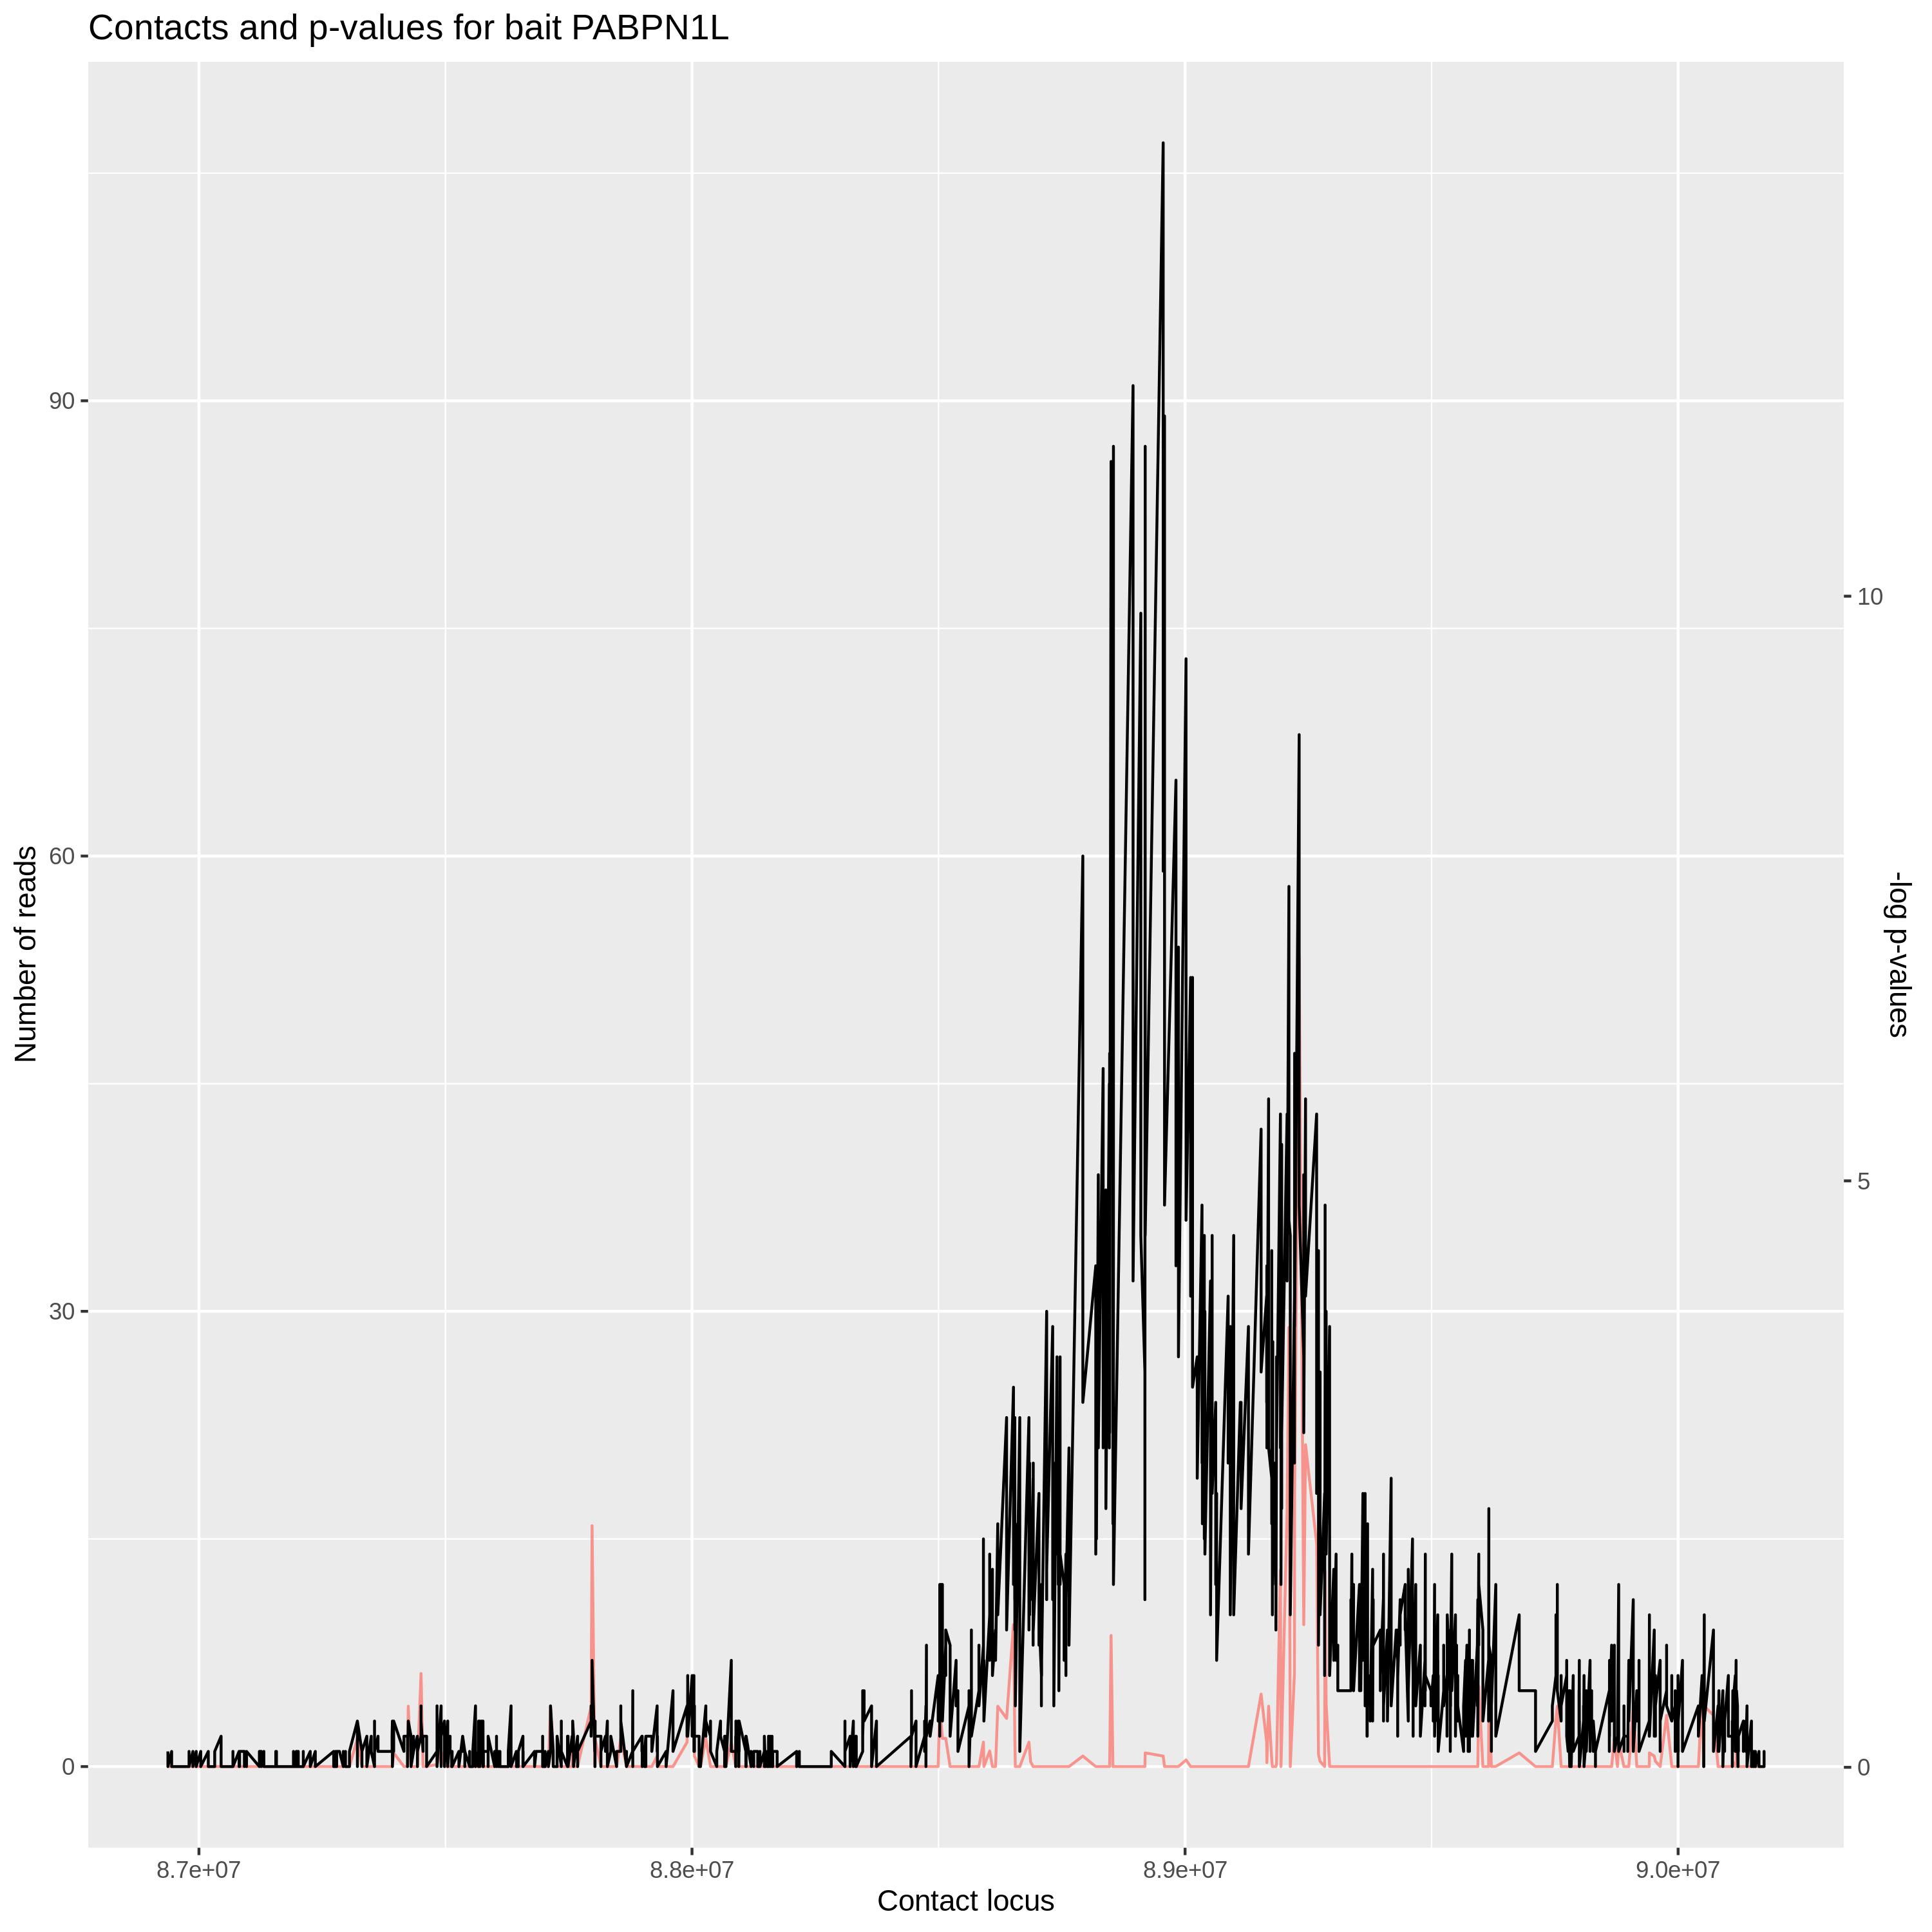 Contacts and p-values for bait PABPN1L
90
60
30
0
Number of reads
10
5
0
-log p-values
8.7e+07
8.8e+07
8.9e+07
9.0e+07
Contact locus